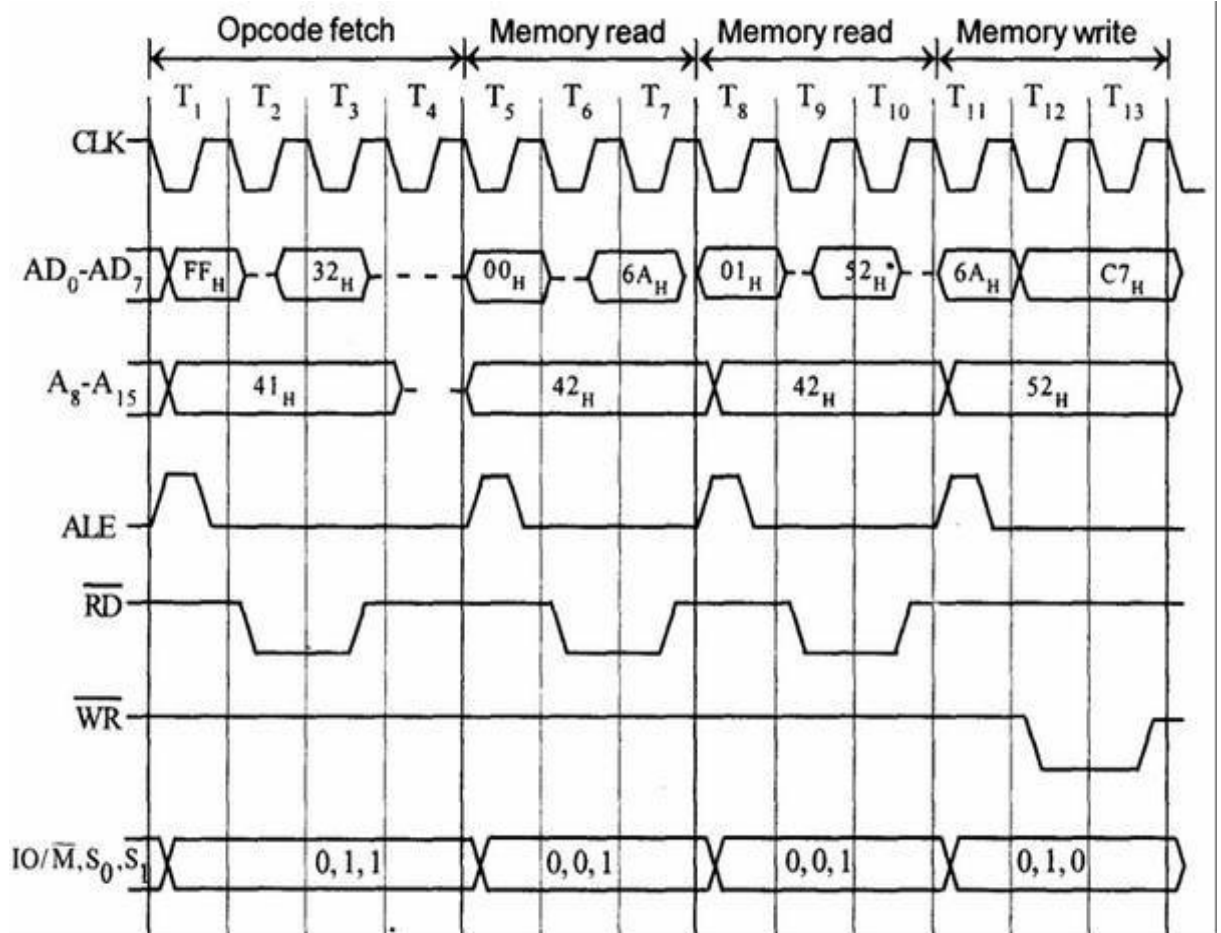 Opcode fetch Memory read Memory read Memory write
T1 T2 T3 T4 T5 T6 T7 T8 T9 T10 T11 T12 T13
CLK
AD0-AD7 FFH 32H 00H 6AH 01H 52H 6AH C7H
A8-A15 41H 42H 42H 52H
ALE
RD
WR
IO/M,S0,S1 0,1,1 0,0,1 0,0,1 0,1,0